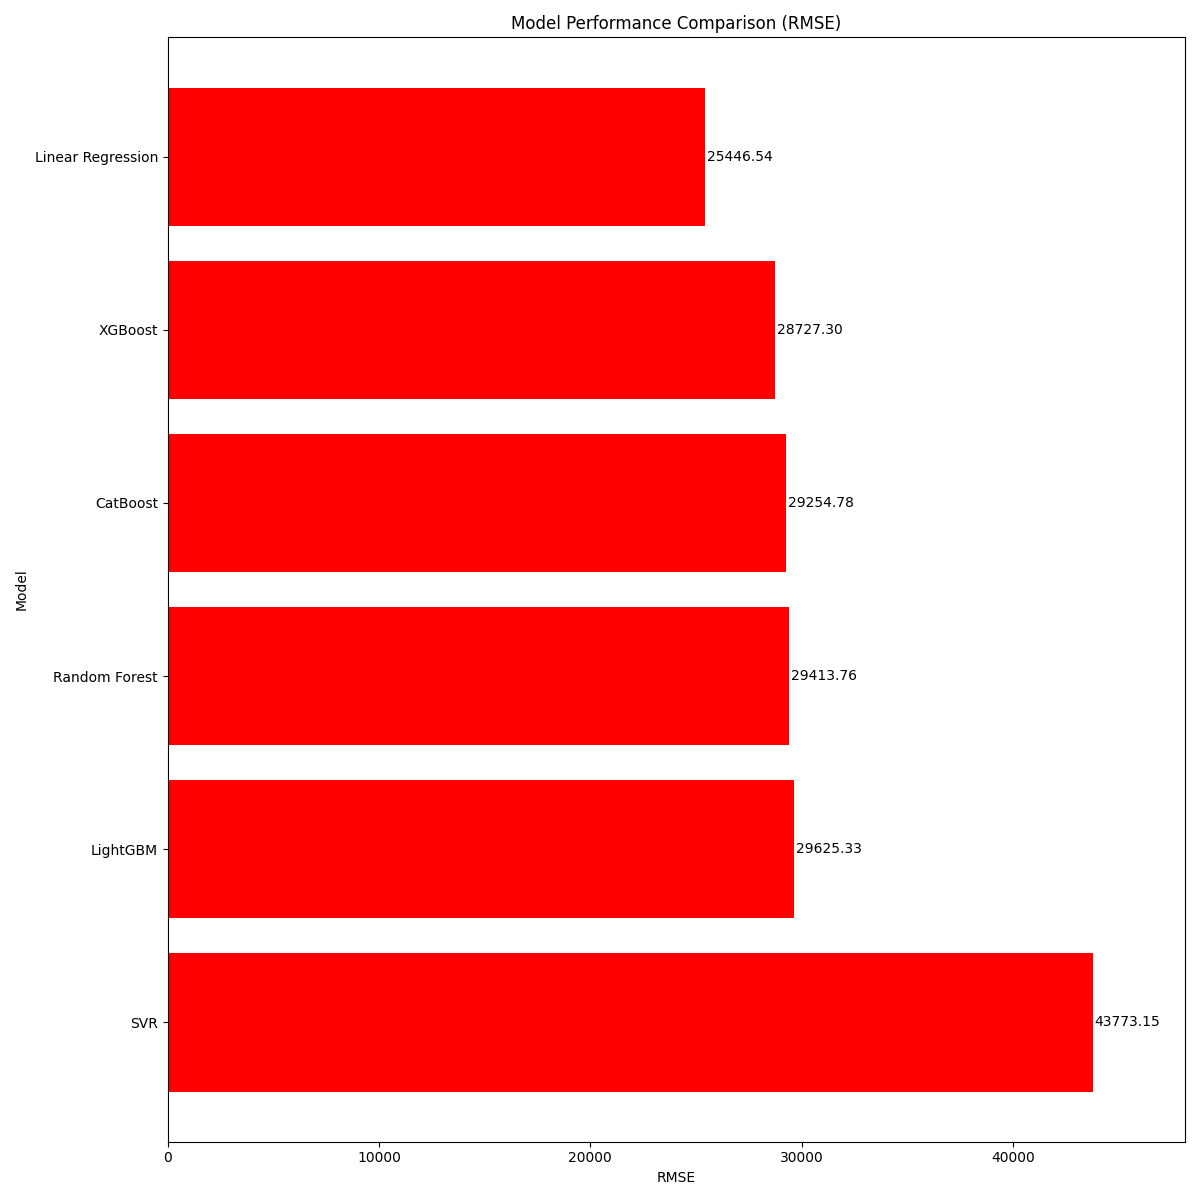 Model Performance Comparison (RMSE)
Model
Linear Regression
25446.54
XGBoost
28727.30
CatBoost
29254.78
Random Forest
29413.76
LightGBM
29625.33
SVR
43773.15
0 10000 20000 30000 40000
RMSE